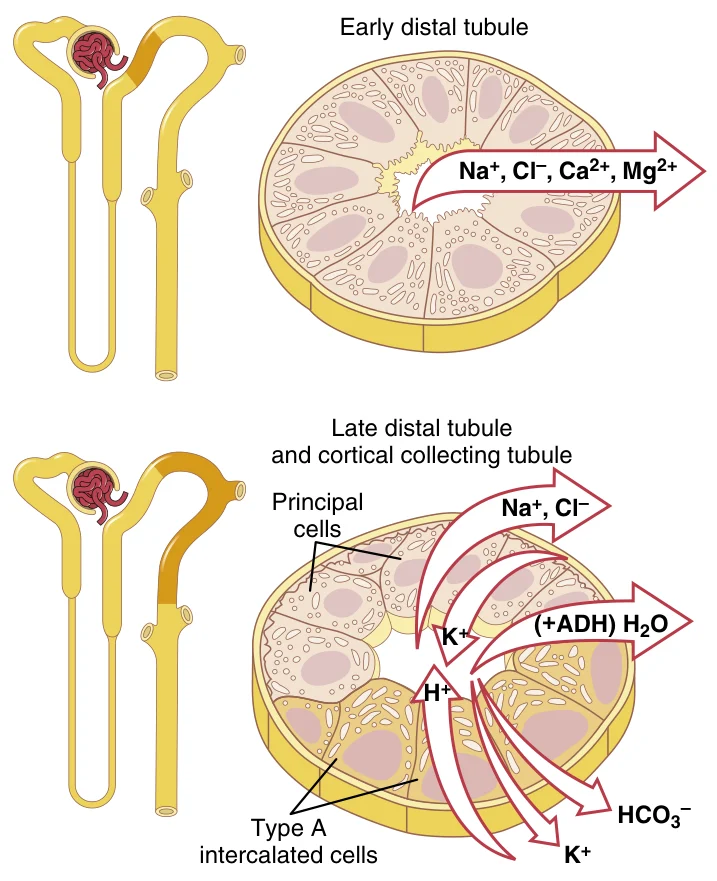 Early distal tubule
Na⁺, Cl⁻, Ca²⁺, Mg²⁺
Late distal tubule
and cortical collecting tubule
Principal
cells
Na⁺, Cl⁻
K⁺
(+ADH) H₂O
H⁺
HCO₃⁻
Type A
intercalated cells
K⁺